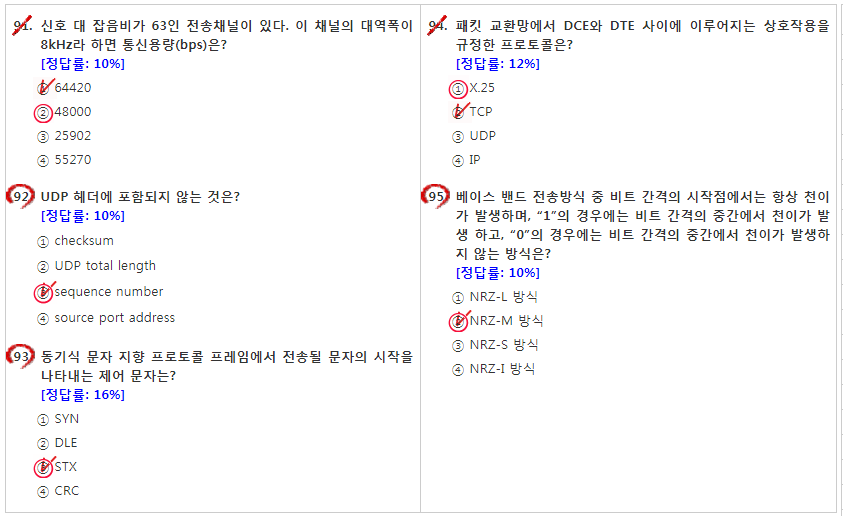 91. 신호 대 잡음비가 63인 전송채널이 있다. 이 채널의 대역폭이
8kHz라 하면 통신용량(bps)은?
[정답률: 10%]
① 64420
② 48000
③ 25902
④ 55270
92. UDP 헤더에 포함되지 않는 것은?
[정답률: 10%]
① checksum
② UDP total length
③ sequence number
④ source port address
93. 동기식 문자 지향 프로토콜 프레임에서 전송될 문자의 시작을
나타내는 제어 문자는?
[정답률: 16%]
① SYN
② DLE
③ STX
④ CRC
94. 패킷 교환망에서 DCE와 DTE 사이에 이루어지는 상호작용을
규정한 프로토콜은?
[정답률: 12%]
① X.25
② TCP
③ UDP
④ IP
95. 베이스 밴드 전송방식 중 비트 간격의 시작점에서는 항상 천이
가 발생하며, “1”의 경우에는 비트 간격의 중간에서 천이가 발
생 하고, “0”의 경우에는 비트 간격의 중간에서 천이가 발생하
지 않는 방식은?
[정답률: 10%]
① NRZ-L 방식
② NRZ-M 방식
③ NRZ-S 방식
④ NRZ-I 방식